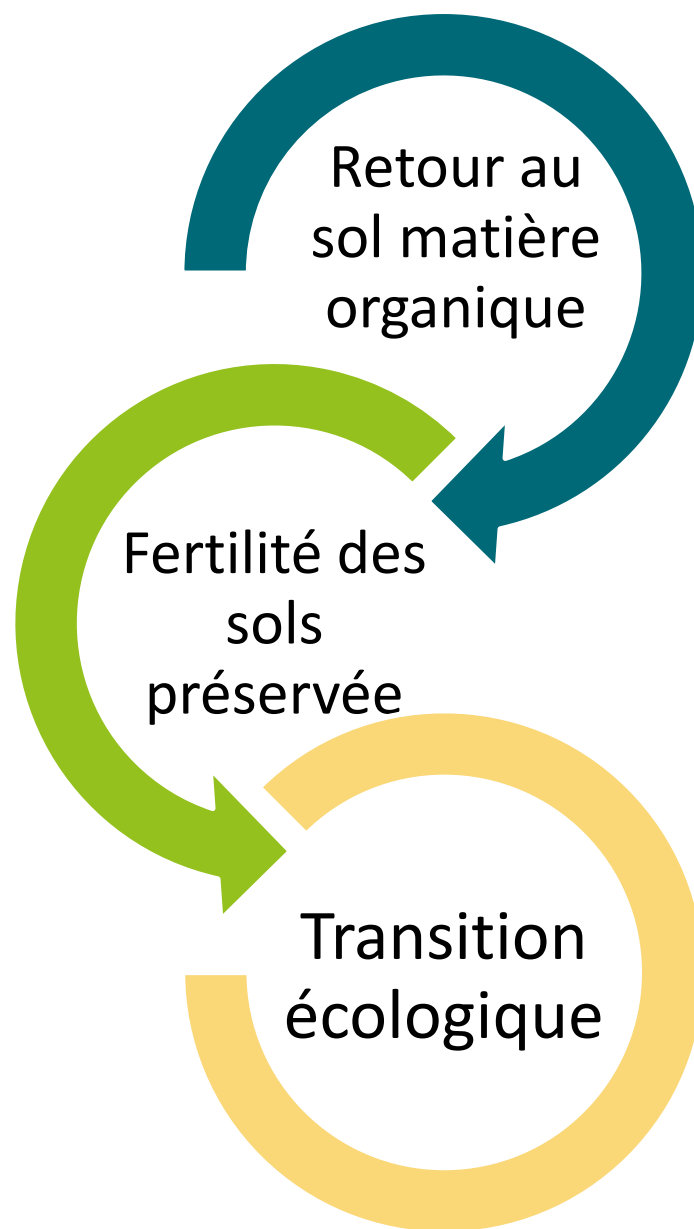 Retour au
sol matière
organique
Fertilité des
sols
préservée
Transition
écologique